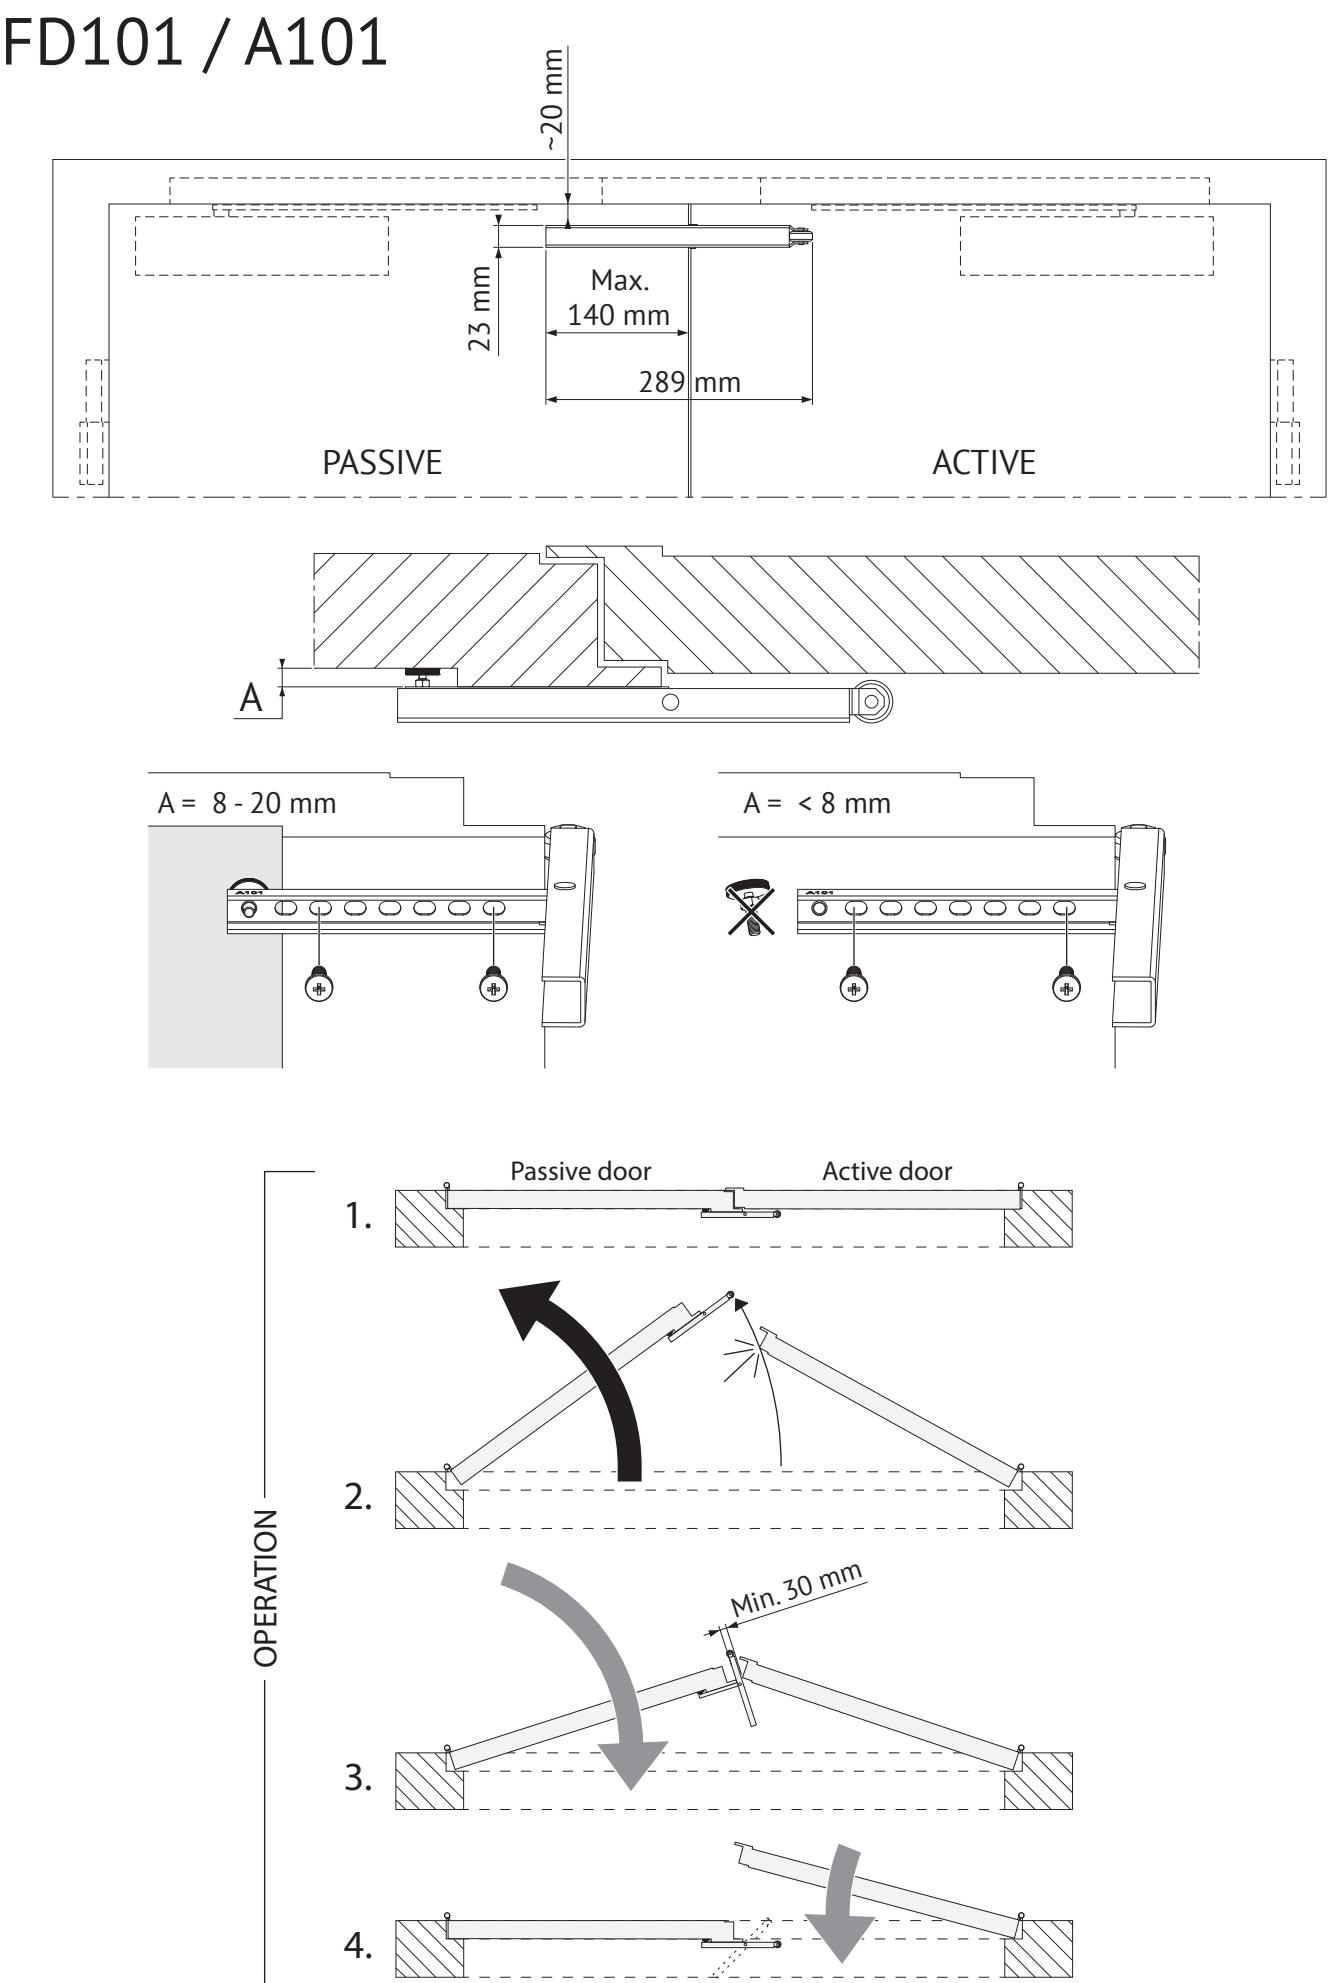 FD101 / A101
~20 mm
23 mm
Max.
140 mm
289 mm
PASSIVE
ACTIVE
A
A = 8 - 20 mm
A = < 8 mm
A101
A101
Passive door
Active door
1.
2.
OPERATION
Min. 30 mm
3.
4.